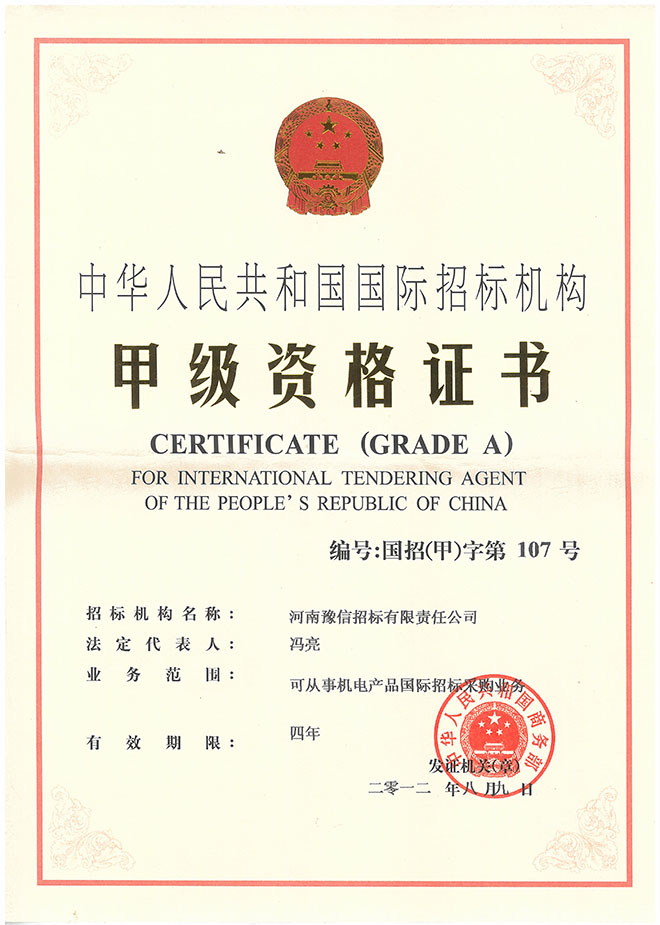 中华人民共和国国际招标机构
甲级资格证书
CERTIFICATE (GRADE A)
FOR INTERNATIONAL TENDERING AGENT
OF THE PEOPLE'S REPUBLIC OF CHINA
编号:国招(甲)字第 107 号
招标机构名称: 河南豫信招标有限责任公司
法定代表人: 冯亮
业务范围: 可从事机电产品国际招标采购业务
有效期限: 四年
中华人民共和国商务部
发证机关(章)
二零一二 年 八 月九 日